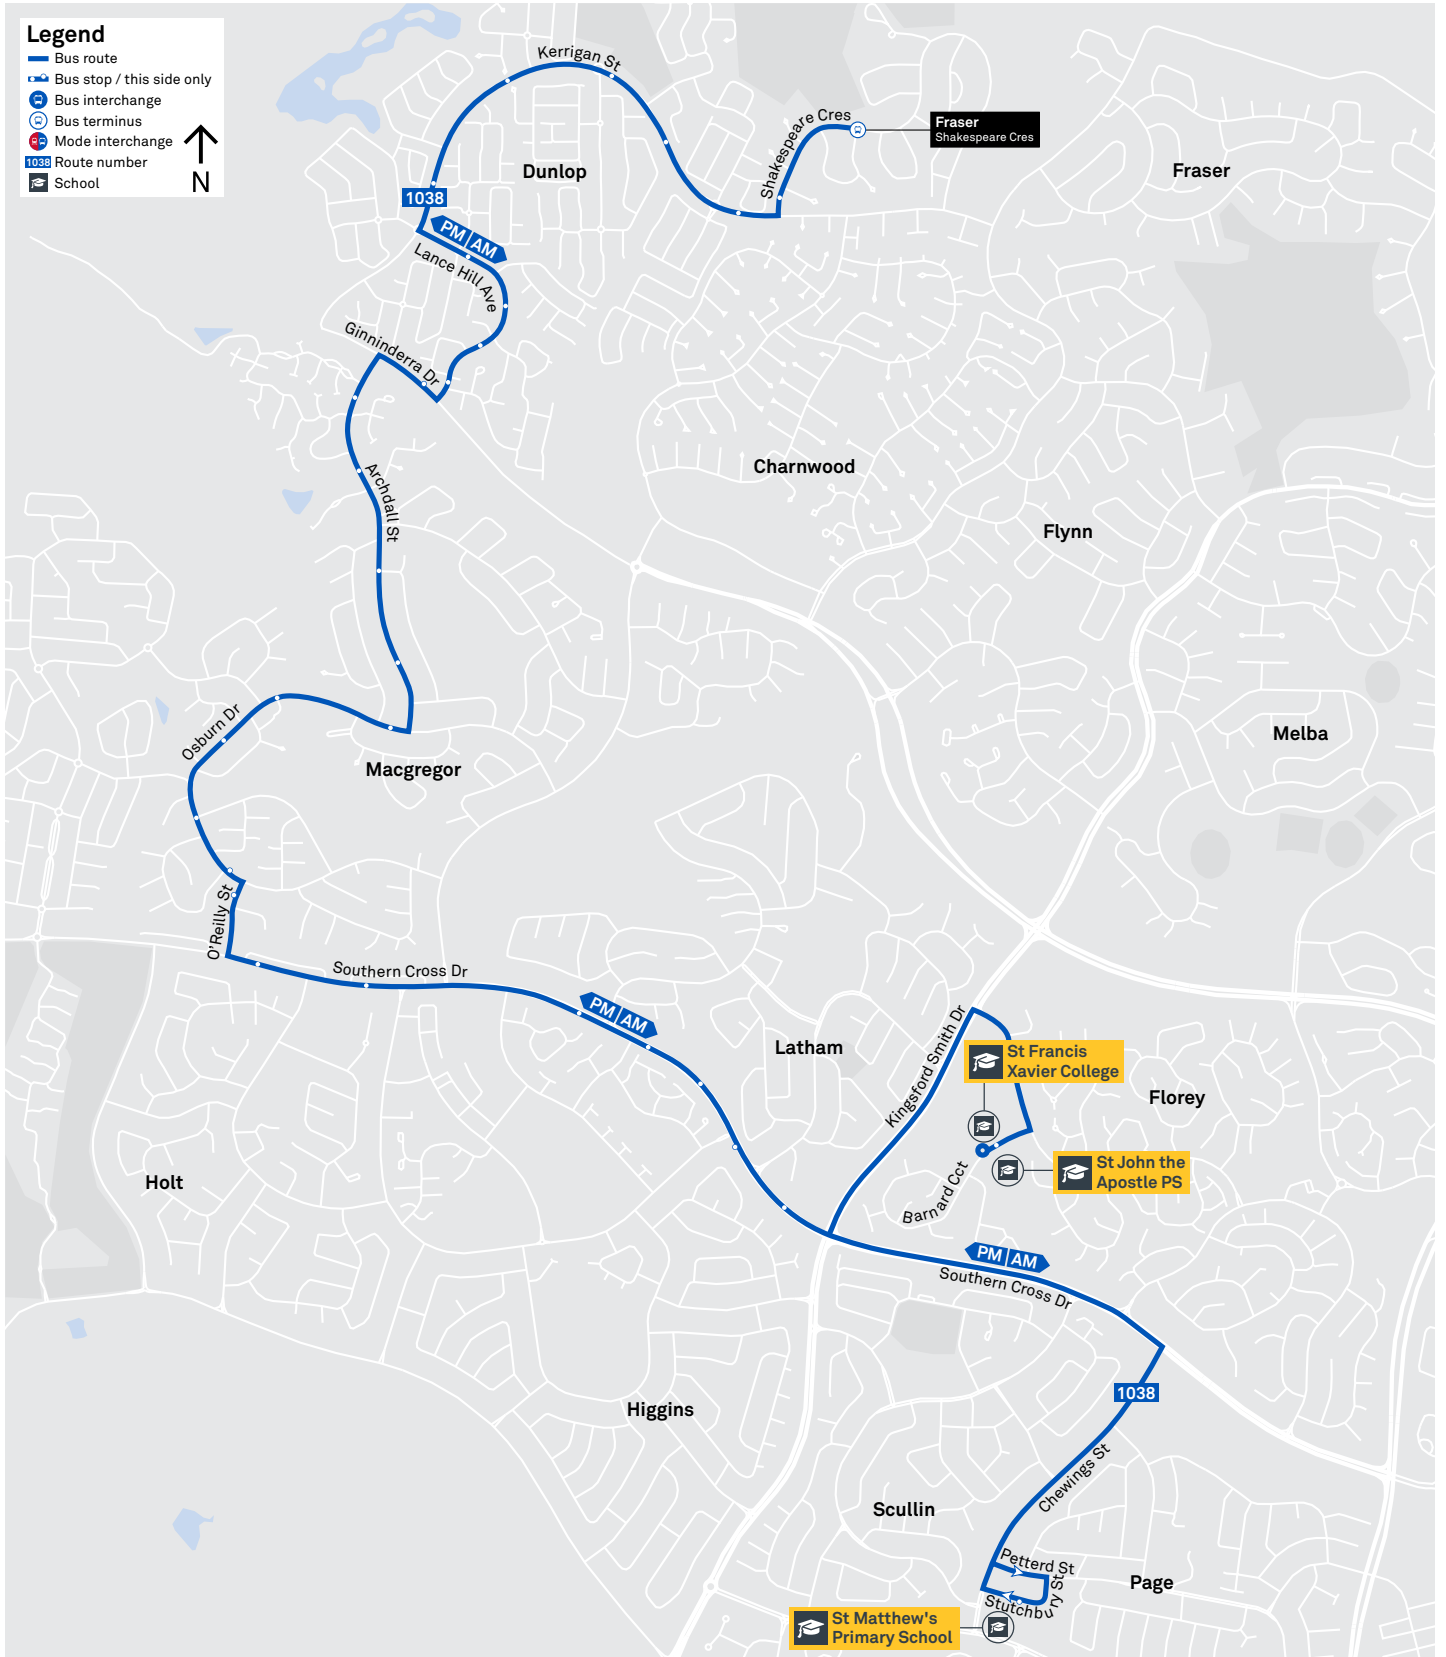 Legend
Bus route
Bus stop / this side only
Bus interchange
Bus terminus
Mode interchange
1038 Route number
School
N
Kerrigan St
Shakespeare Cres
Fraser
Shakespeare Cres
Dunlop
Fraser
1038
PM AM
Lance Hill Ave
Ginninderra Dr
Charnwood
Archdall St
Flynn
Osburn Dr
Melba
Macgregor
O'Reilly St
Southern Cross Dr
PM AM
Kingsford Smith Dr
Latham
St Francis
Xavier College
Florey
St John the
Apostle PS
Holt
Barnard Cct
PM AM
Southern Cross Dr
1038
Higgins
Chewings St
Scullin
Petterd St
Page
Stutchbury St
St Matthew's
Primary School